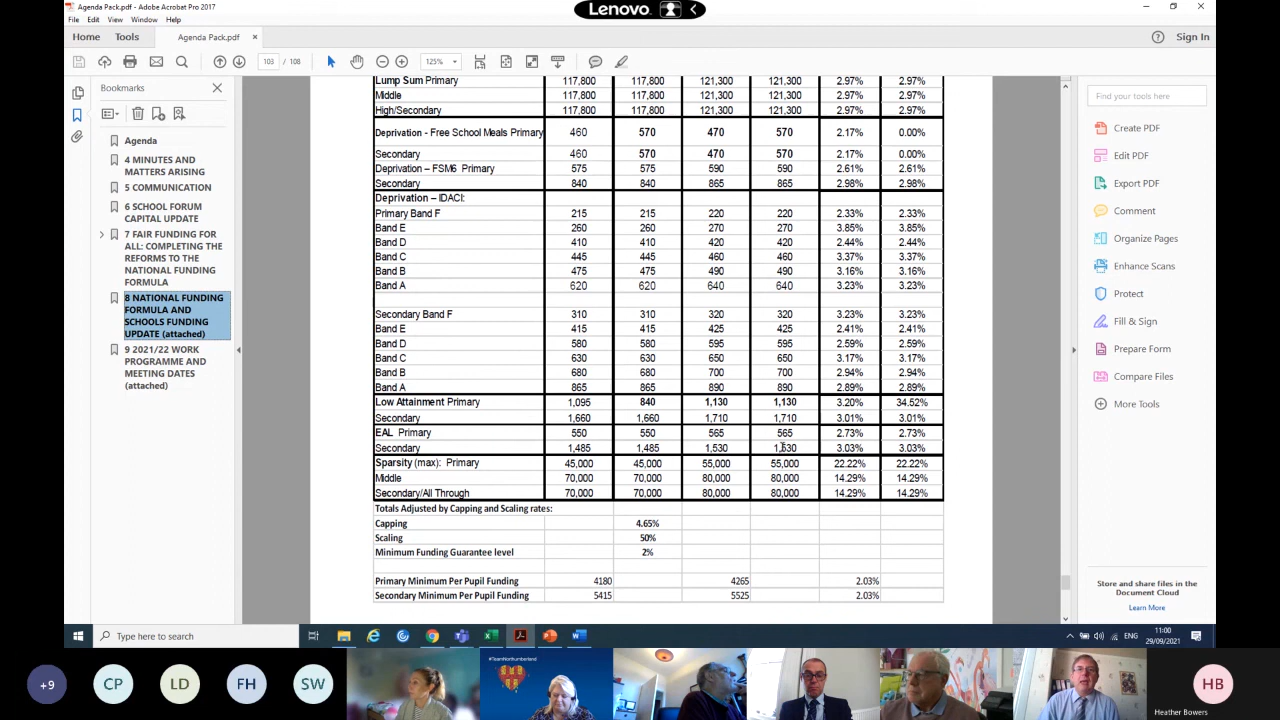 Agenda Pack.pdf - Adobe Acrobat Pro 2017
Lenovo
File Edit View Window Help
Home Tools Agenda Pack.pdf × Sign In
103 / 108 125%
Bookmarks
Find your tools here
Agenda
4 MINUTES AND
MATTERS ARISING
5 COMMUNICATION
6 SCHOOL FORUM
CAPITAL UPDATE
7 FAIR FUNDING FOR
ALL: COMPLETING THE
REFORMS TO THE
NATIONAL FUNDING
FORMULA
8 NATIONAL FUNDING
FORMULA AND
SCHOOLS FUNDING
UPDATE (attached)
9 2021/22 WORK
PROGRAMME AND
MEETING DATES
(attached)
Lump Sum Primary 117,800 117,800 121,300 121,300 2.97% 2.97%
Middle 117,800 117,800 121,300 121,300 2.97% 2.97%
High/Secondary 117,800 117,800 121,300 121,300 2.97% 2.97%
Deprivation - Free School Meals Primary 460 570 470 570 2.17% 0.00%
Secondary 460 570 470 570 2.17% 0.00%
Deprivation – FSM6 Primary 575 575 590 590 2.61% 2.61%
Secondary 840 840 865 865 2.98% 2.98%
Deprivation – IDACI:
Primary Band F 215 215 220 220 2.33% 2.33%
Band E 260 260 270 270 3.85% 3.85%
Band D 410 410 420 420 2.44% 2.44%
Band C 445 445 460 460 3.37% 3.37%
Band B 475 475 490 490 3.16% 3.16%
Band A 620 620 640 640 3.23% 3.23%
Secondary Band F 310 310 320 320 3.23% 3.23%
Band E 415 415 425 425 2.41% 2.41%
Band D 580 580 595 595 2.59% 2.59%
Band C 630 630 650 650 3.17% 3.17%
Band B 680 680 700 700 2.94% 2.94%
Band A 865 865 890 890 2.89% 2.89%
Low Attainment Primary 1,095 840 1,130 1,130 3.20% 34.52%
Secondary 1,660 1,660 1,710 1,710 3.01% 3.01%
EAL Primary 550 550 565 565 2.73% 2.73%
Secondary 1,485 1,485 1,530 1,530 3.03% 3.03%
Sparsity (max): Primary 45,000 45,000 55,000 55,000 22.22% 22.22%
Middle 70,000 70,000 80,000 80,000 14.29% 14.29%
Secondary/All Through 70,000 70,000 80,000 80,000 14.29% 14.29%
Totals Adjusted by Capping and Scaling rates:
Capping 4.65%
Scaling 50%
Minimum Funding Guarantee level 2%
Primary Minimum Per Pupil Funding 4180 4265 2.03%
Secondary Minimum Per Pupil Funding 5415 5525 2.03%
Create PDF
Edit PDF
Export PDF
Comment
Organize Pages
Enhance Scans
Protect
Fill & Sign
Prepare Form
Compare Files
More Tools
Store and share files in the
Document Cloud
Learn More
Type here to search
ENG
11:00
29/09/2021
+9 CP LD FH SW
#TeamNorthumberland
HB
Heather Bowers